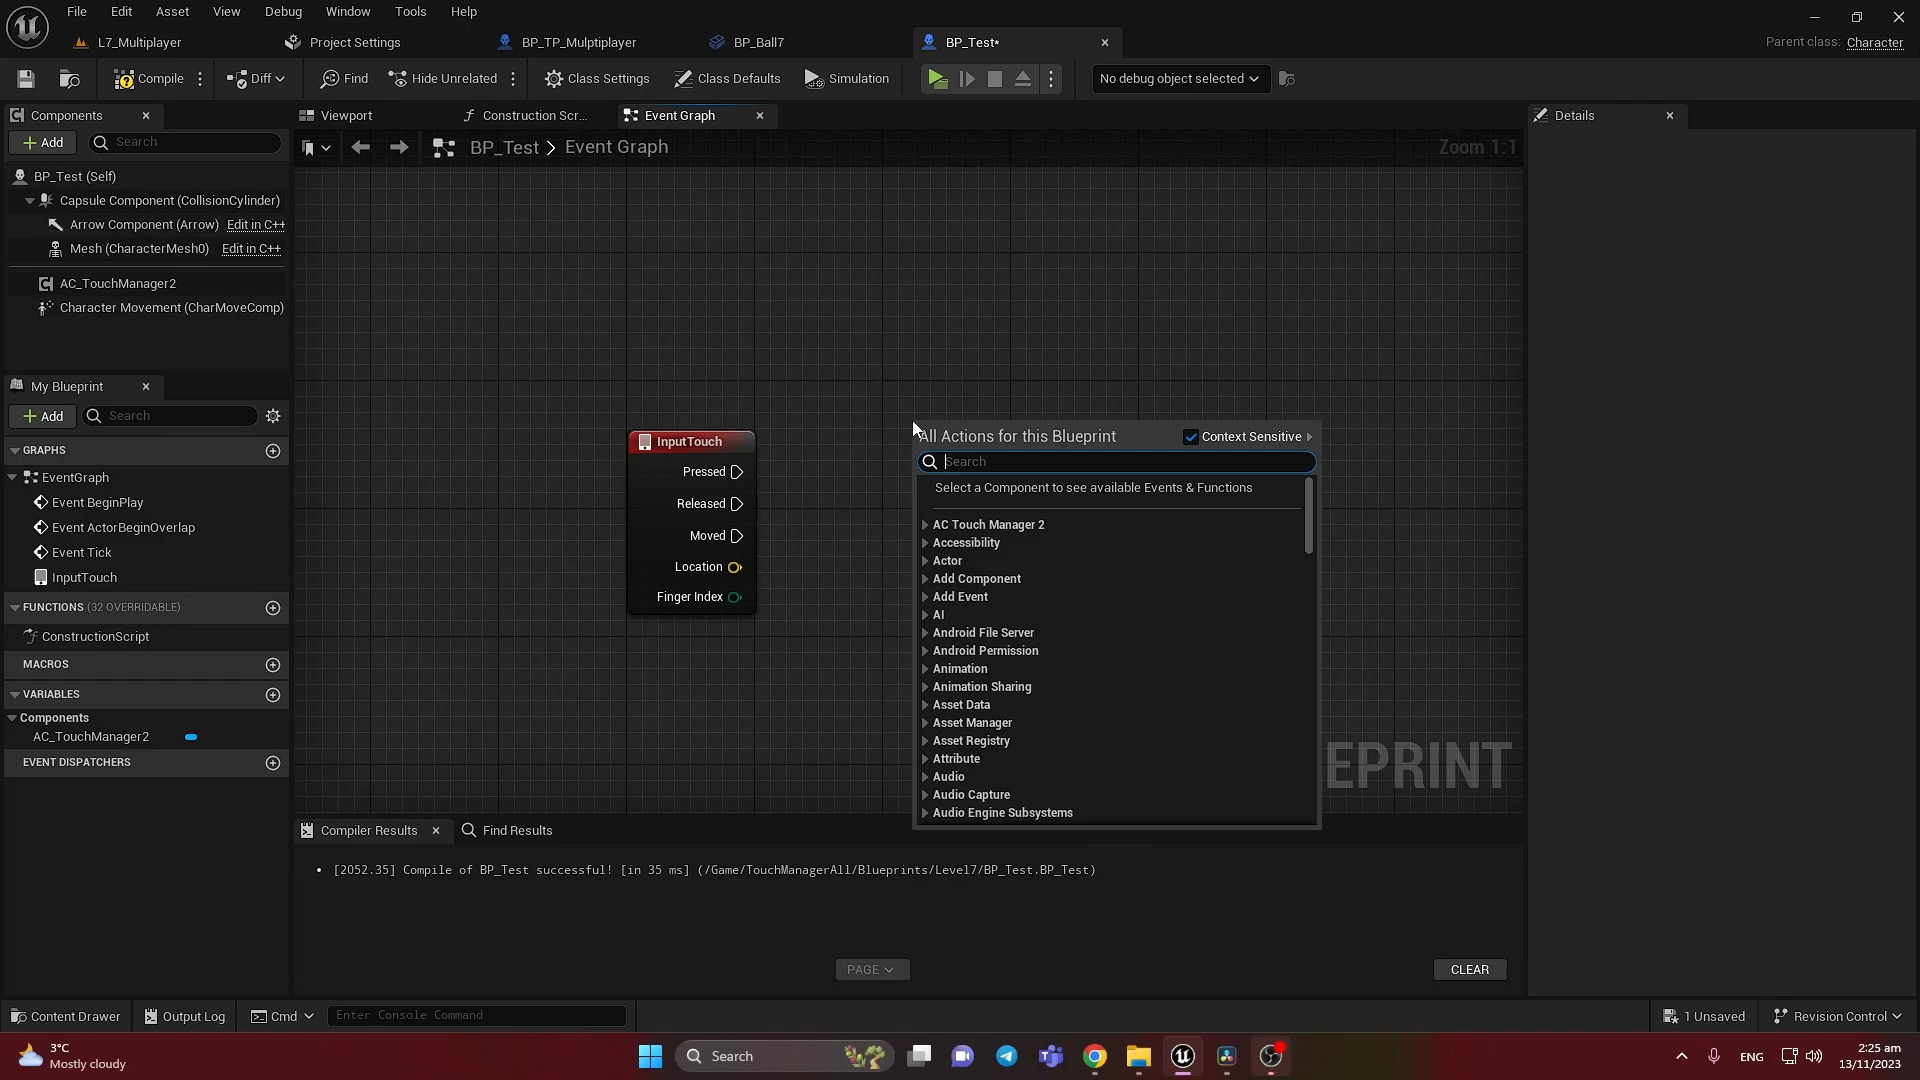 File Edit Asset View Debug Window Tools Help
L7_Multiplayer Project Settings BP_TP_Mulptiplayer BP_Ball7 BP_Test*
Parent class: Character
Compile Diff Find Hide Unrelated Class Settings Class Defaults Simulation No debug object selected
Components
Add Search
BP_Test (Self)
Capsule Component (CollisionCylinder)
Arrow Component (Arrow) Edit in C++
Mesh (CharacterMesh0) Edit in C++
AC_TouchManager2
Character Movement (CharMoveComp)
My Blueprint
Add Search
GRAPHS
EventGraph
Event BeginPlay
Event ActorBeginOverlap
Event Tick
InputTouch
FUNCTIONS (32 OVERRIDABLE)
ConstructionScript
MACROS
VARIABLES
Components
AC_TouchManager2
EVENT DISPATCHERS
Viewport Construction Scr... Event Graph
BP_Test > Event Graph
Zoom 1:1
InputTouch
Pressed
Released
Moved
Location
Finger Index
All Actions for this Blueprint Context Sensitive
Search
Select a Component to see available Events & Functions
AC Touch Manager 2
Accessibility
Actor
Add Component
Add Event
AI
Android File Server
Android Permission
Animation
Animation Sharing
Asset Data
Asset Manager
Asset Registry
Attribute
Audio
Audio Capture
Audio Engine Subsystems
EPRINT
Details
Compiler Results Find Results
• [2052.35] Compile of BP_Test successful! [in 35 ms] (/Game/TouchManagerAll/Blueprints/Level7/BP_Test.BP_Test)
PAGE CLEAR
Content Drawer Output Log Cmd Enter Console Command 1 Unsaved Revision Control
3°C
Mostly cloudy
Search
ENG
2:25 am
13/11/2023